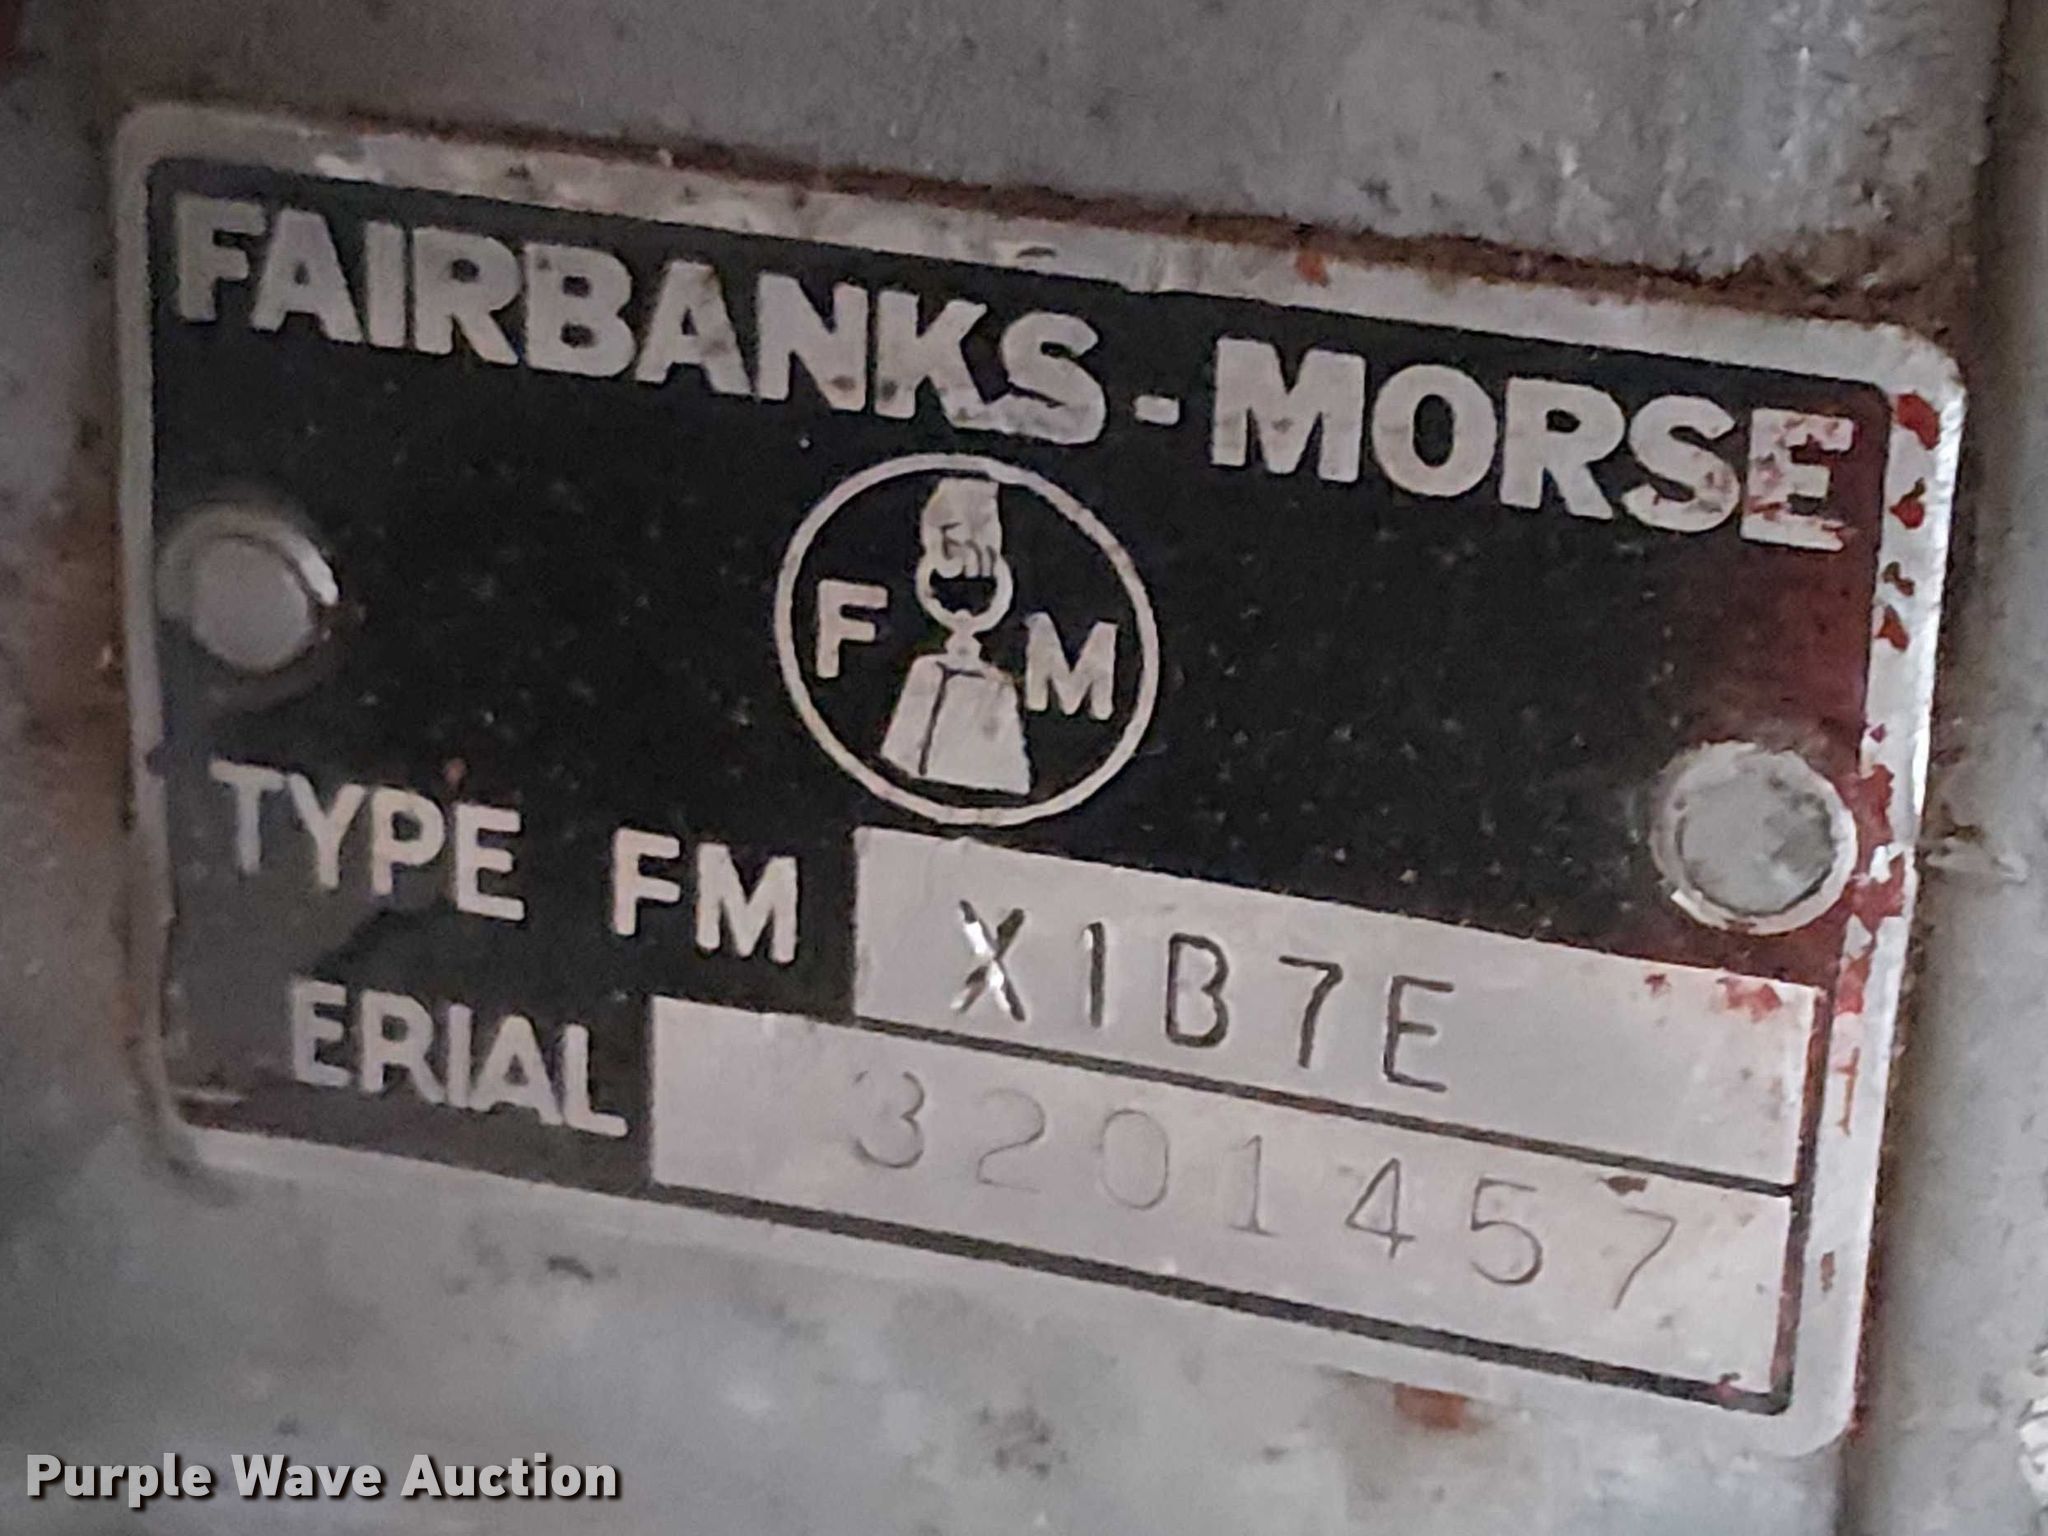 FAIRBANKS-MORSE
F M
TYPE FM X1B7E
ERIAL 3201457
Purple Wave Auction